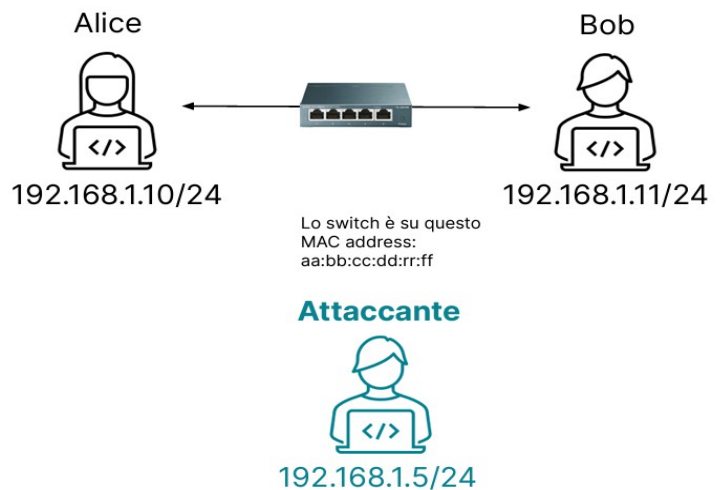 Alice
Bob
192.168.1.10/24
192.168.1.11/24
Lo switch è su questo
MAC address:
aa:bb:cc:dd:rr:ff
Attaccante
192.168.1.5/24